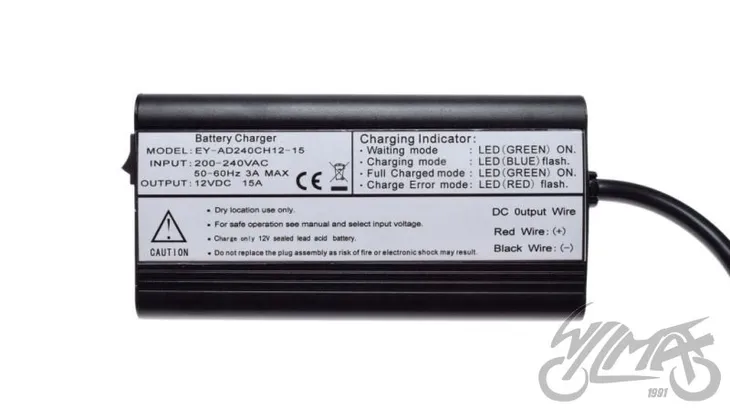 Battery Charger
MODEL: EY-AD240CH12-15
INPUT: 200-240VAC
50-60Hz 3A MAX
OUTPUT: 12VDC 15A
CE
Charging Indicator:
· Waiting mode : LED(GREEN) ON.
· Charging mode : LED(BLUE) flash.
· Full Charged mode : LED(GREEN) ON.
· Charge Error mode : LED(RED) flash.
CAUTION
• Dry location use only.
• For safe operation see manual and select input voltage.
• Charge only 12V sealed lead acid battery.
• Do not replace the plug assembly as risk of fire or electronic shock may result.
DC Output Wire
Red Wire: (+)
Black Wire: (-)
WILMAT
1991